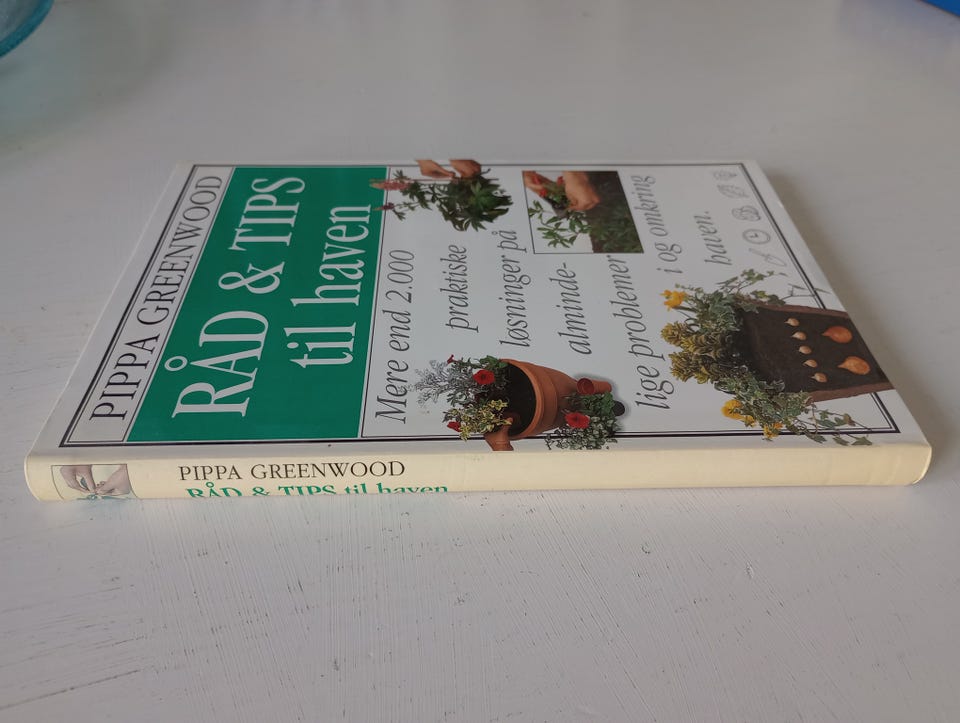 PIPPA GREENWOOD
RÅD & TIPS
til haven
Mere end 2.000
praktiske
løsninger på
alminde-
lige problemer
i og omkring
haven.
PIPPA GREENWOOD
RÅD & TIPS til haven